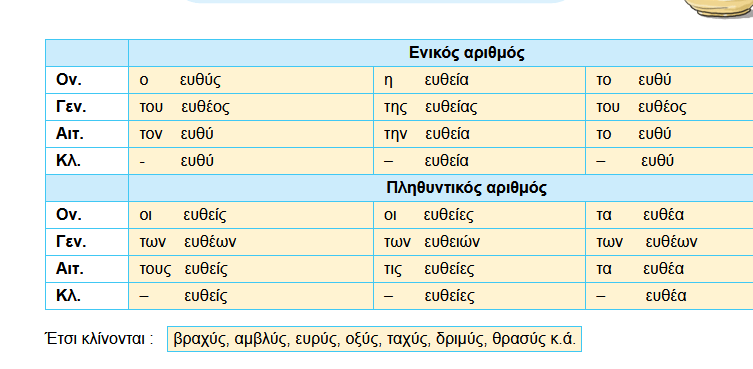 Ενικός αριθμός
Ον. ο ευθύς η ευθεία το ευθύ
Γεν. του ευθέος της ευθείας του ευθέος
Αιτ. τον ευθύ την ευθεία το ευθύ
Κλ. - ευθύ – ευθεία – ευθύ
Πληθυντικός αριθμός
Ον. οι ευθείς οι ευθείες τα ευθέα
Γεν. των ευθέων των ευθειών των ευθέων
Αιτ. τους ευθείς τις ευθείες τα ευθέα
Κλ. – ευθείς – ευθείες – ευθέα
Έτσι κλίνονται : βραχύς, αμβλύς, ευρύς, οξύς, ταχύς, δριμύς, θρασύς κ.ά.